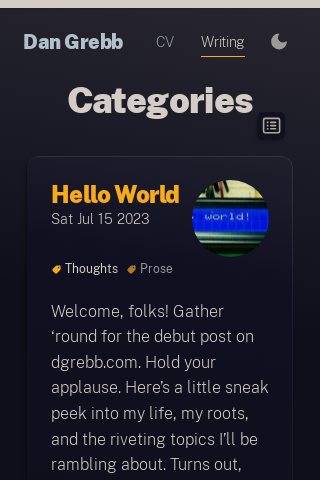 Dan Grebb CV Writing
Categories
Hello World
Sat Jul 15 2023
world!
Thoughts Prose
Welcome, folks! Gather
‘round for the debut post on
dgrebb.com. Hold your
applause. Here’s a little sneak
peek into my life, my roots,
and the riveting topics I’ll be
rambling about. Turns out,